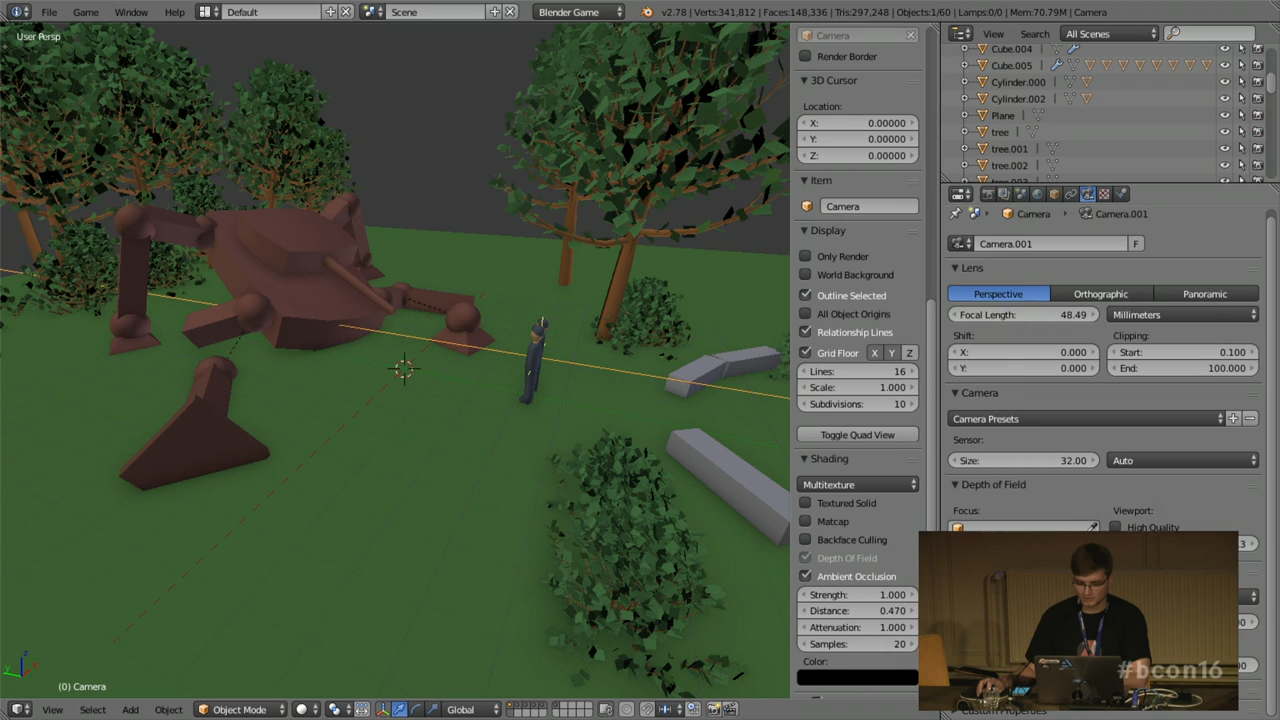 File Game Window Help Default Scene Blender Game v2.78 | Verts:341,812 | Faces:148,336 | Tris:297,248 | Objects:1/60 | Lamps:0/0 | Mem:70.79M | Camera
User Persp
(0) Camera
View Select Add Object Object Mode Global
Camera
Render Border
3D Cursor
Location:
X: 0.00000
Y: 0.00000
Z: 0.00000
Item
Camera
Display
Only Render
World Background
Outline Selected
All Object Origins
Relationship Lines
Grid Floor X Y Z
Lines: 16
Scale: 1.000
Subdivisions: 10
Toggle Quad View
Shading
Multitexture
Textured Solid
Matcap
Backface Culling
Depth Of Field
Ambient Occlusion
Strength: 1.000
Distance: 0.470
Attenuation: 1.000
Samples: 20
Color:
View Search All Scenes
Cube.004
Cube.005
Cylinder.000
Cylinder.002
Plane
tree
tree.001
tree.002
Camera Camera.001
Camera.001 F
Lens
Perspective Orthographic Panoramic
Focal Length: 48.49 Millimeters
Shift: Clipping:
X: 0.000 Start: 0.100
Y: 0.000 End: 100.000
Camera
Camera Presets
Sensor:
Size: 32.00 Auto
Depth of Field
Focus: Viewport:
High Quality
#bcon16